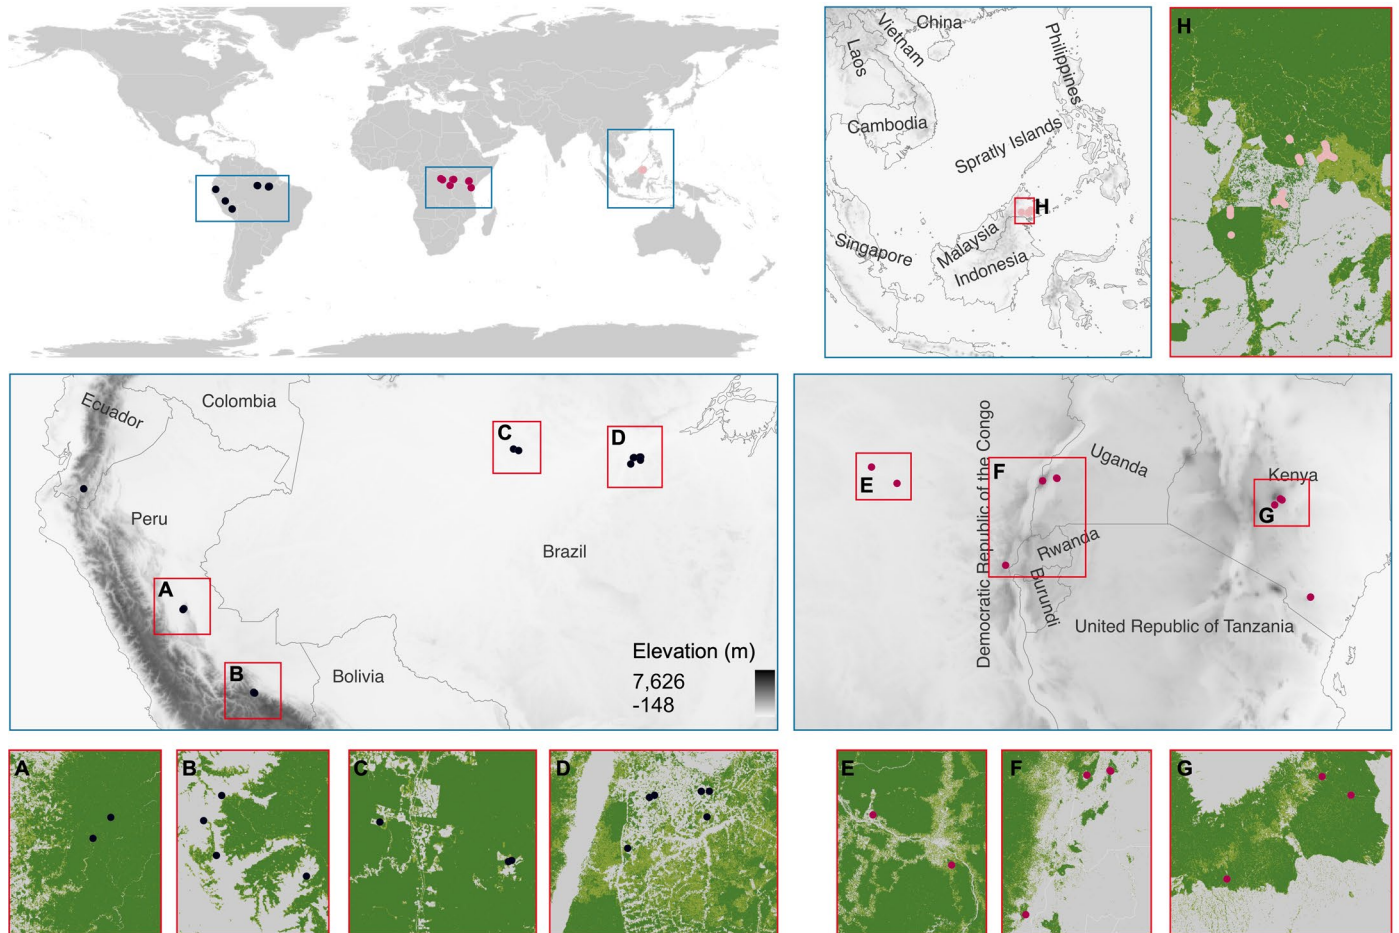 China
Vietnam
Laos
Philippines
Cambodia
Spratly Islands
H
Malaysia
Singapore
Indonesia
H
Ecuador
Colombia
C
D
Peru
Brazil
A
B
Bolivia
Elevation (m)
7,626
-148
Democratic Republic of the Congo
Uganda
Kenya
E
F
G
Rwanda
Burundi
United Republic of Tanzania
A
B
C
D
E
F
G